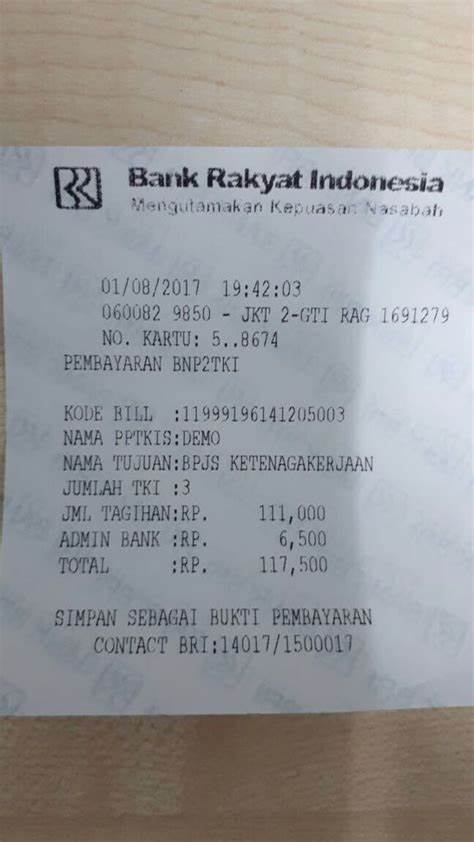 Bank Rakyat Indonesia
Mengutamakan Kepuasan Nasabah
01/08/2017 19:42:03
060082 9850 - JKT 2-GTI RAG 1691279
NO. KARTU: 5..8674
PEMBAYARAN BNP2TKI
KODE BILL :11999196141205003
NAMA PPTKIS:DEMO
NAMA TUJUAN:BPJS KETENAGAKERJAAN
JUMLAH TKI :3
JML TAGIHAN:RP. 111,000
ADMIN BANK :RP. 6,500
TOTAL :RP. 117,500
SIMPAN SEBAGAI BUKTI PEMBAYARAN
CONTACT BRI:14017/1500017